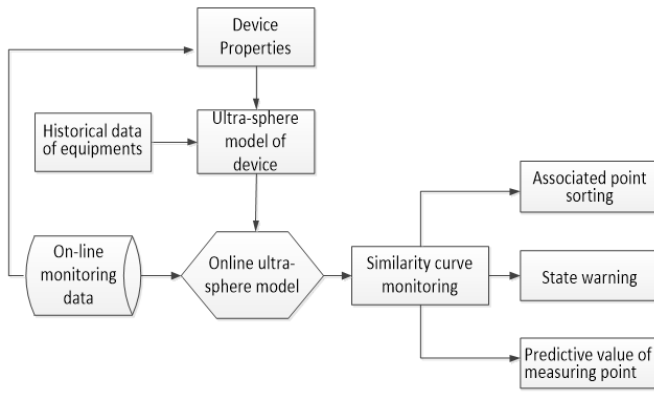 Device
Properties
Ultra-sphere
model of
device
Historical data
of equipments
On-line
monitoring
data
Online ultra-
sphere model
Similarity curve
monitoring
Associated point
sorting
State warning
Predictive value of
measuring point